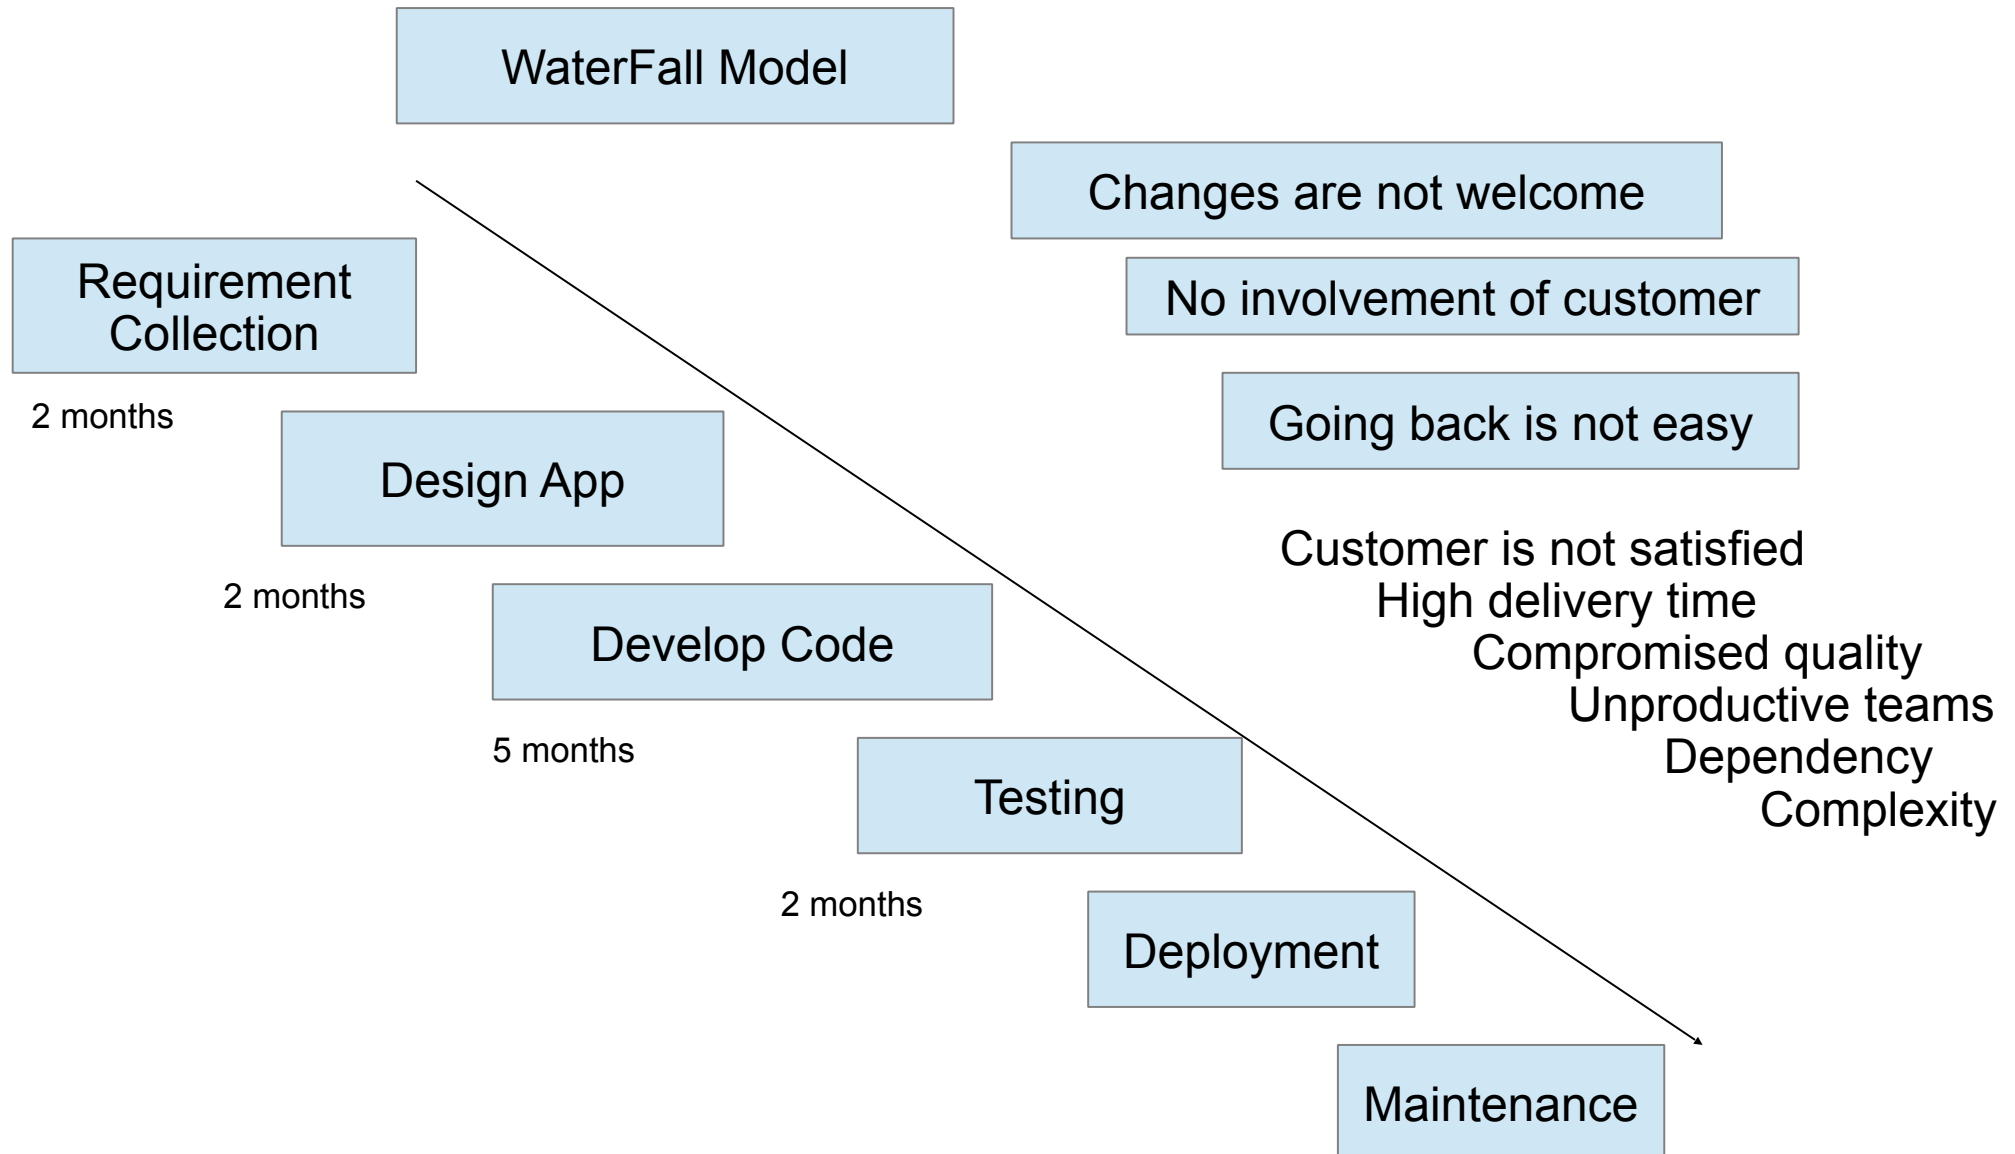 WaterFall Model
Changes are not welcome
Requirement
Collection
No involvement of customer
2 months
Going back is not easy
Design App
Customer is not satisfied
2 months
High delivery time
Develop Code
Compromised quality
Unproductive teams
5 months
Dependency
Testing
Complexity
2 months
Deployment
Maintenance